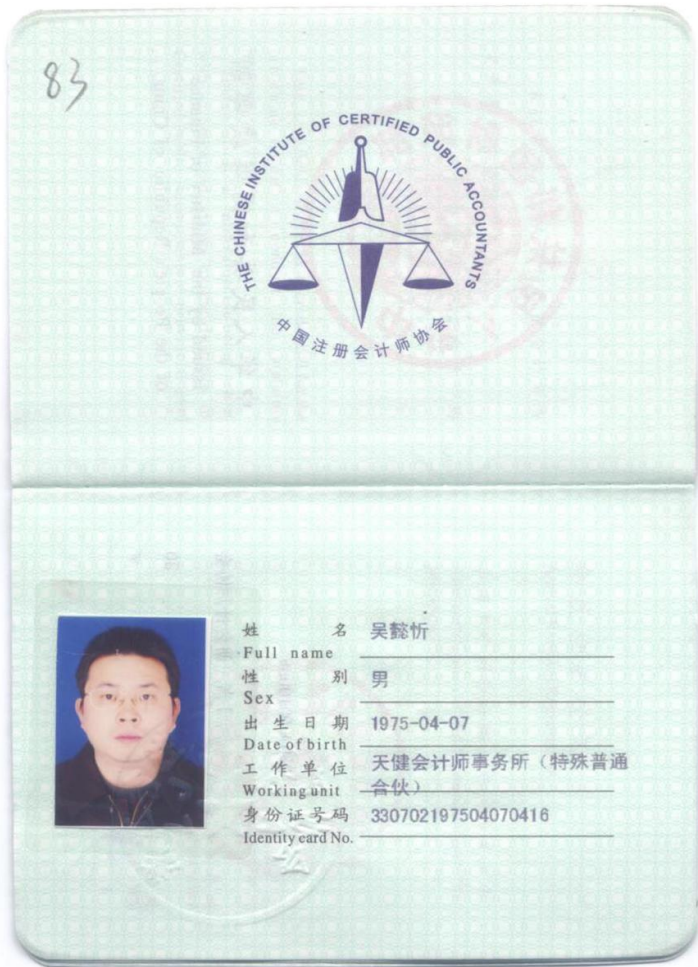 83
THE CHINESE INSTITUTE OF CERTIFIED PUBLIC ACCOUNTANTS
中国注册会计师协会
姓名 吴懿忻
Full name
性别 男
Sex
出生日期 1975-04-07
Date of birth
工作单位 天健会计师事务所（特殊普通
Working unit 合伙）
身份证号码 330702197504070416
Identity card No.